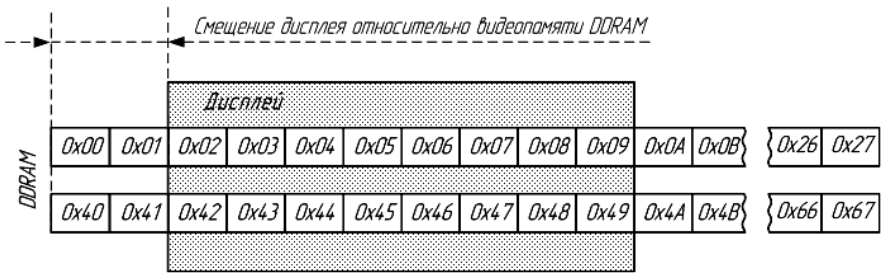 Смещение дисплея относительно видеопамяти DDRAM
Дисплей
DDRAM
0x00 0x01 0x02 0x03 0x04 0x05 0x06 0x07 0x08 0x09 0x0A 0x0B 0x26 0x27
0x40 0x41 0x42 0x43 0x44 0x45 0x46 0x47 0x48 0x49 0x4A 0x4B 0x66 0x67